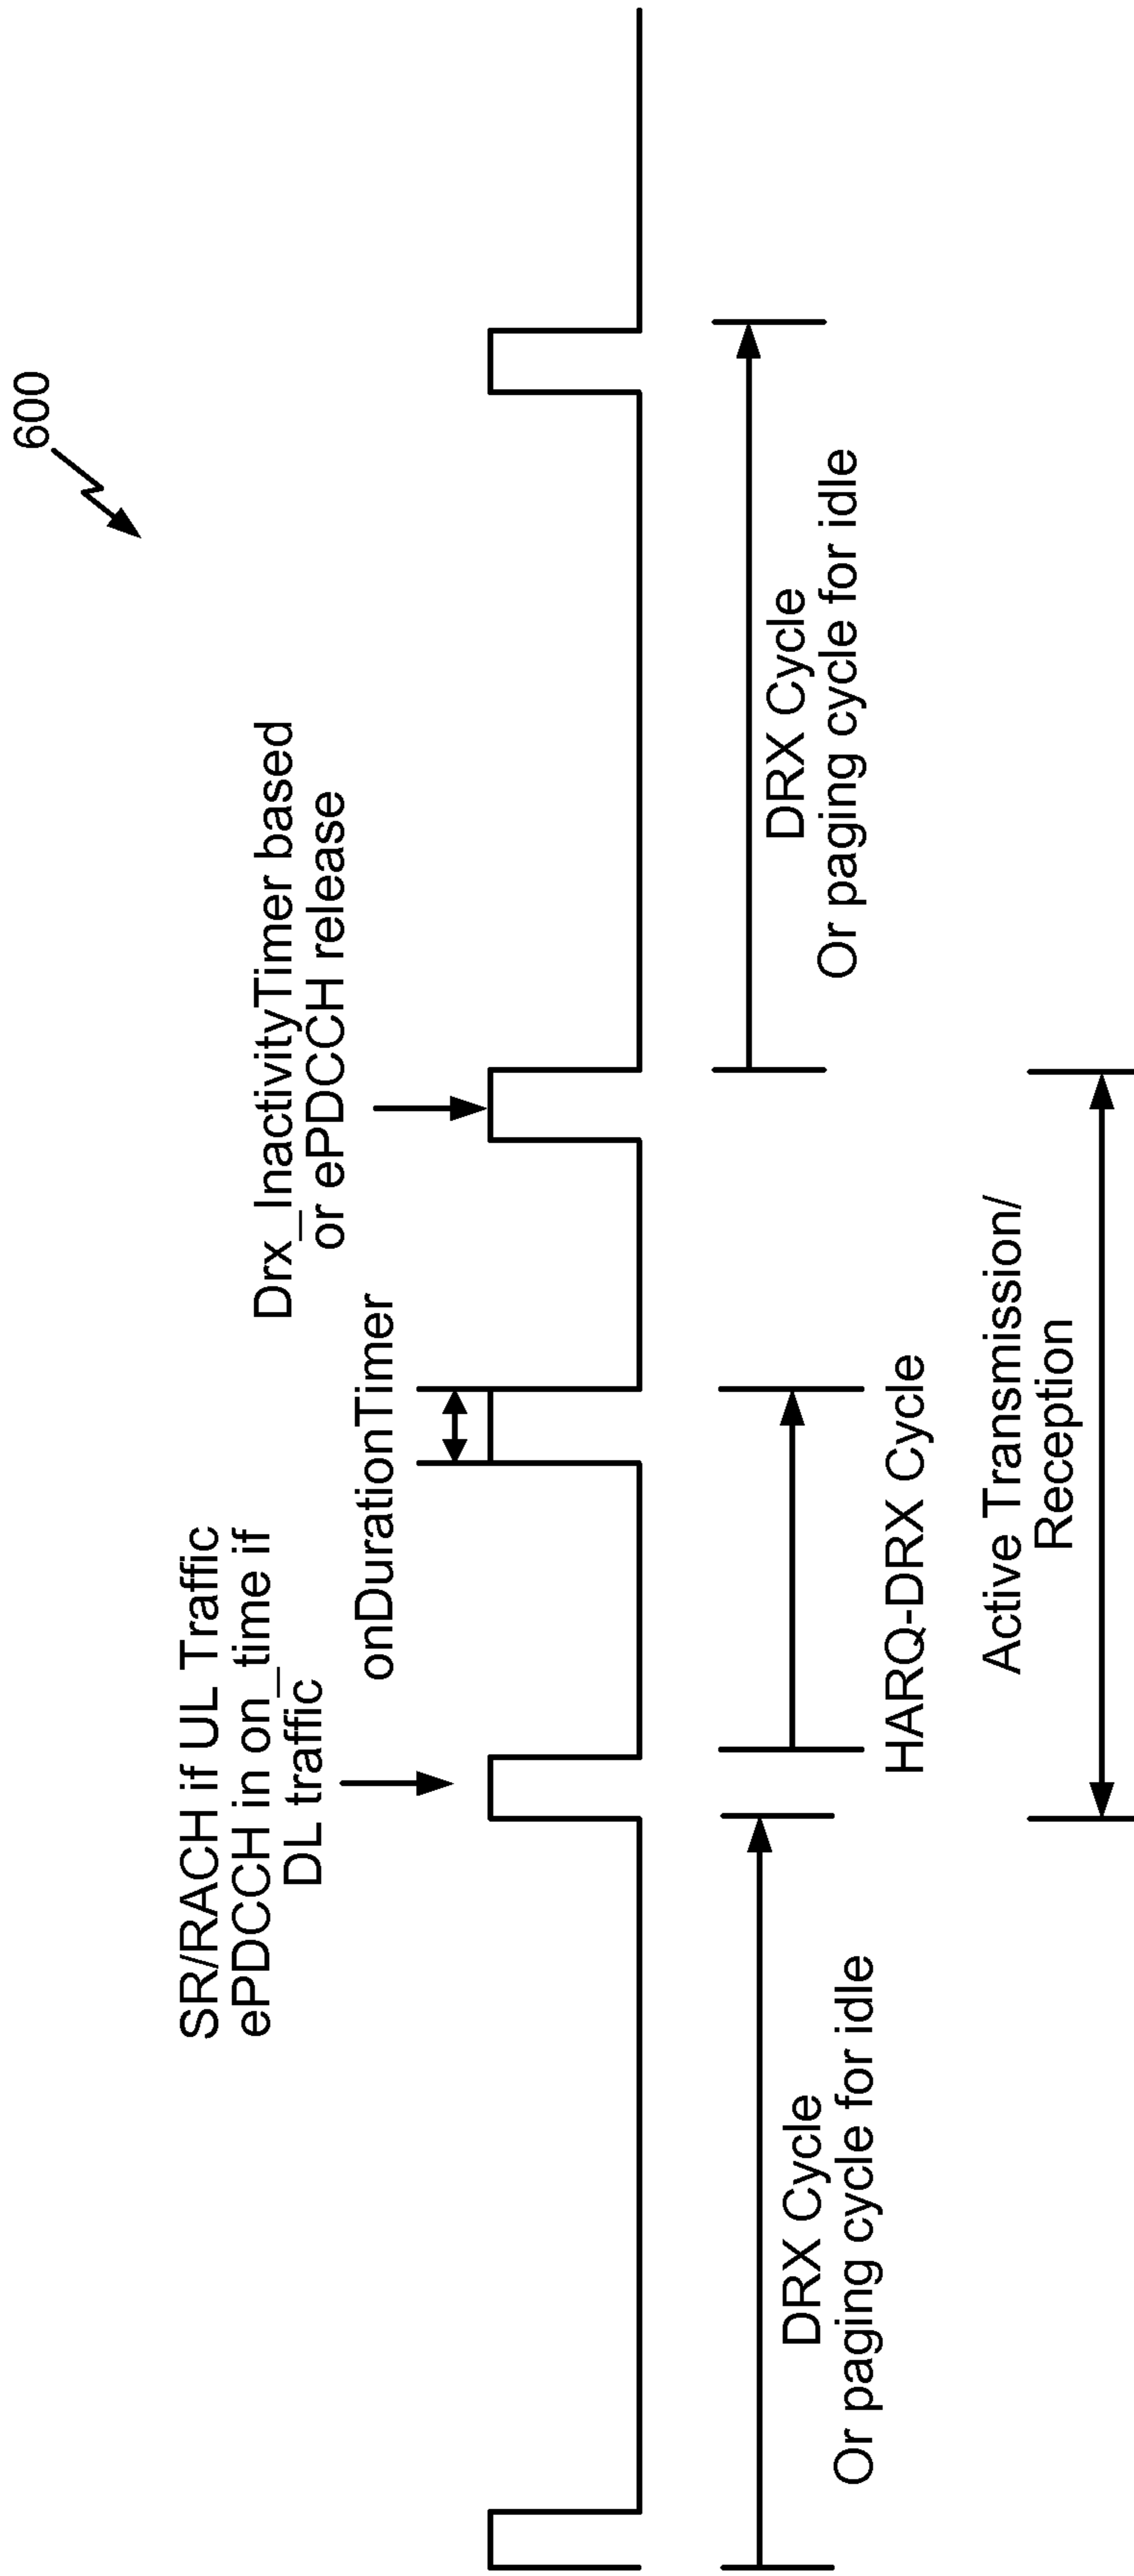 600
SR/RACH if UL Traffic
ePDCCH in on_time if
DL traffic
onDurationTimer
Drx_InactivityTimer based
or ePDCCH release
DRX Cycle
Or paging cycle for idle
HARQ-DRX Cycle
DRX Cycle
Or paging cycle for idle
Active Transmission/
Reception